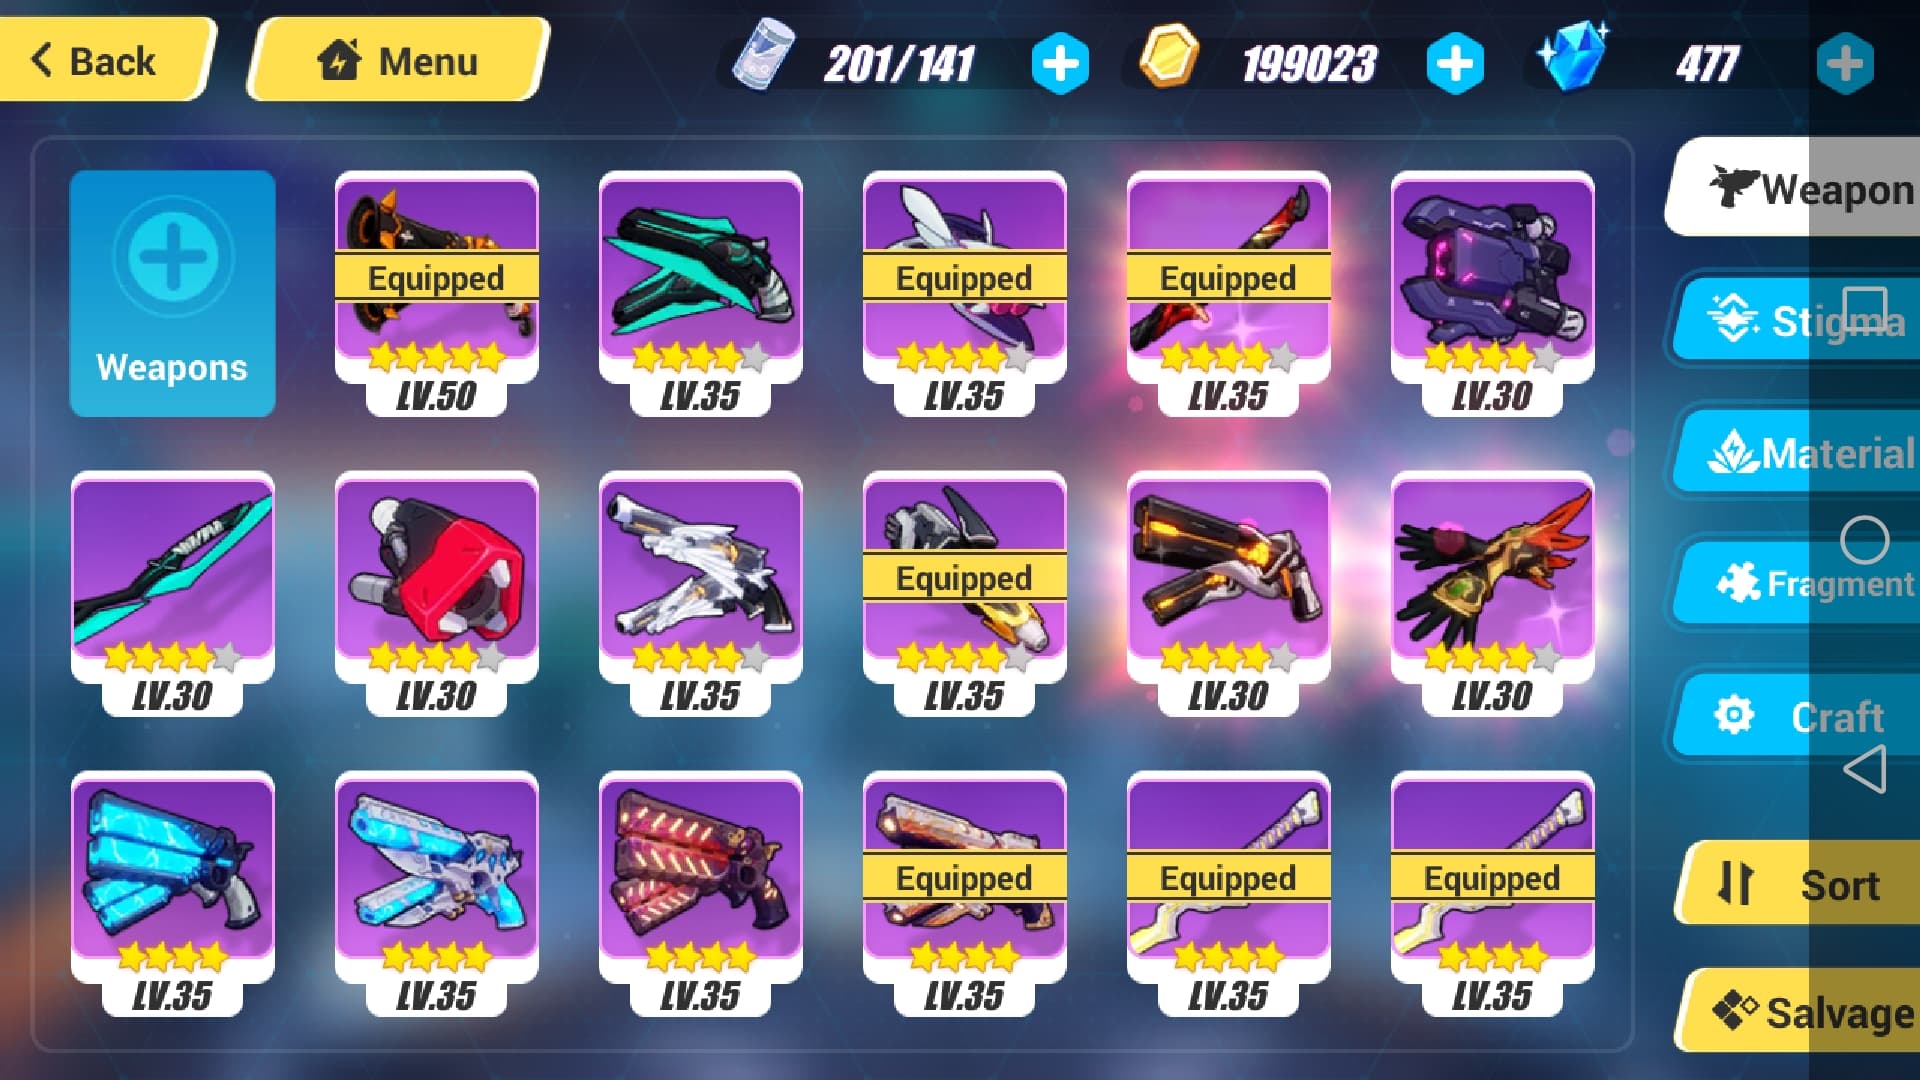 Back
Menu
201/141
199023
477
Weapons
Equipped
LV.50
LV.35
Equipped
LV.35
Equipped
LV.35
LV.30
LV.30
LV.30
LV.35
Equipped
LV.35
LV.30
LV.30
LV.35
LV.35
LV.35
Equipped
LV.35
Equipped
LV.35
Equipped
LV.35
Weapon
Stigma
Material
Fragment
Craft
Sort
Salvage